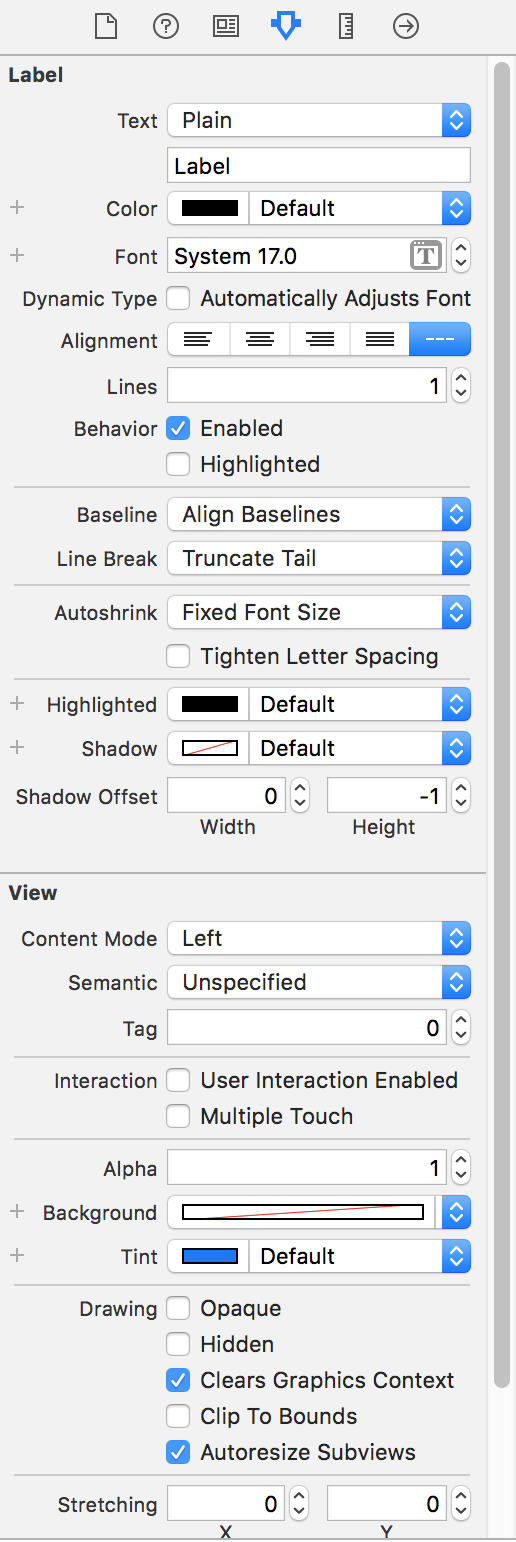 Label
Text Plain
Label
Color Default
Font System 17.0 T
Dynamic Type Automatically Adjusts Font
Alignment
Lines 1
Behavior Enabled
Highlighted
Baseline Align Baselines
Line Break Truncate Tail
Autoshrink Fixed Font Size
Tighten Letter Spacing
Highlighted Default
Shadow Default
Shadow Offset 0 -1
Width Height
View
Content Mode Left
Semantic Unspecified
Tag 0
Interaction User Interaction Enabled
Multiple Touch
Alpha 1
Background
Tint Default
Drawing Opaque
Hidden
Clears Graphics Context
Clip To Bounds
Autoresize Subviews
Stretching 0 0
X Y